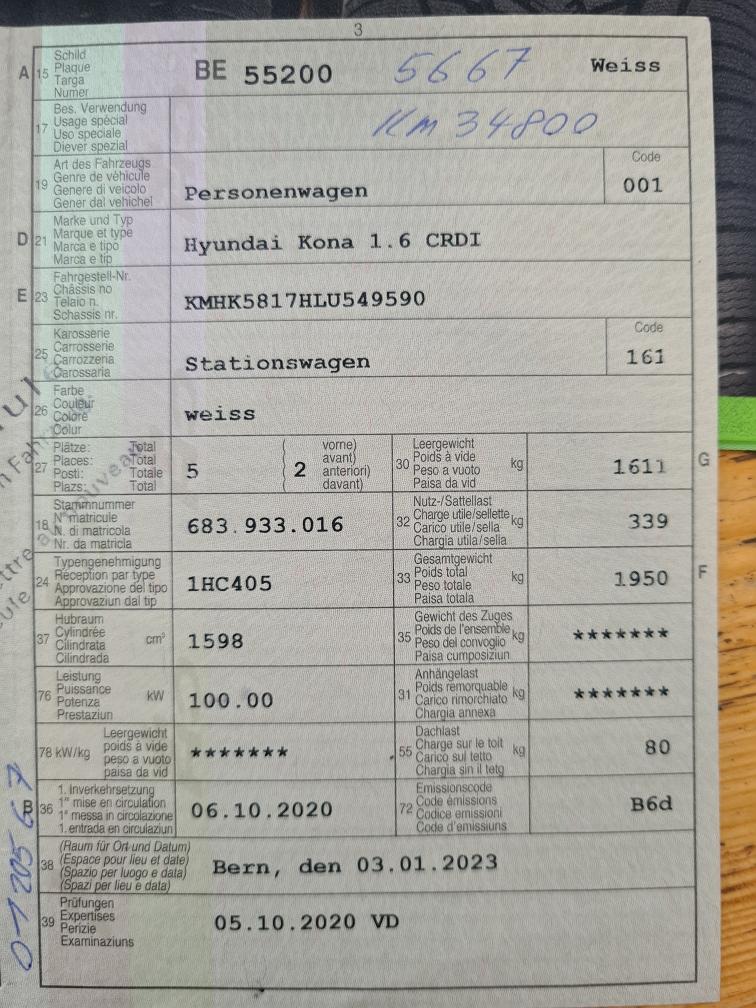 3
A 15 Schild
Plaque
Targa
Numer
BE 55200 5667 Weiss
17 Bes. Verwendung
Usage spécial
Uso speciale
Diever spezial
KM 34800
19 Art des Fahrzeugs
Genre de véhicule
Genere di veicolo
Gener dal vehichel
Personenwagen
Code
001
D 21 Marke und Typ
Marque et type
Marca e tipo
Marca e tip
Hyundai Kona 1.6 CRDI
E 23 Fahrgestell-Nr.
Châssis no
Telaio n.
Schassis nr.
KMHK5817HLU549590
25 Karosserie
Carrosserie
Carrozzeria
Carossaria
Stationswagen
Code
161
26 Farbe
Couleur
Colore
Colur
weiss
27 Plätze: Total
Places: Total
Posti: Totale
Plazs: Total
5
2
vorne)
avant)
anteriori)
davant)
30 Leergewicht
Poids à vide
Peso a vuoto
Paisa da vid
kg
1611
G
18 Stammnummer
N° matricule
N. di matricola
Nr. da matricla
683.933.016
32 Nutz-/Sattellast
Charge utile/sellette
Carico utile/sella
Chargia utila/sella
kg
339
24 Typengenehmigung
Réception par type
Approvazione del tipo
Approvaziun dal tip
1HC405
33 Gesamtgewicht
Poids total
Peso totale
Paisa totala
kg
1950
F
37 Hubraum
Cylindrée
Cilindrata
Cilindrada
cm³
1598
35 Gewicht des Zuges
Poids de l'ensemble
Peso del convoglio
Paisa cumposiziun
kg
*******
76 Leistung
Puissance
Potenza
Prestaziun
kW
100.00
31 Anhängelast
Poids remorquable
Carico rimorchiato
Chargia annexa
kg
*******
78 kW/kg
Leergewicht
poids à vide
peso a vuoto
paisa da vid
*******
55 Dachlast
Charge sur le toit
Carico sul tetto
Chargia sin il tetg
kg
80
B 36 1. Inverkehrsetzung
1re mise en circulation
1a messa in circolazione
1. entrada en circulaziun
06.10.2020
72 Emissionscode
Code émissions
Codice emissioni
Code d'emissiuns
B6d
38 (Raum für Ort und Datum)
(Espace pour lieu et date)
(Spazio per luogo e data)
(Spazi per lieu e data)
Bern, den 03.01.2023
39 Prüfungen
Expertises
Perizie
Examinaziuns
05.10.2020 VD